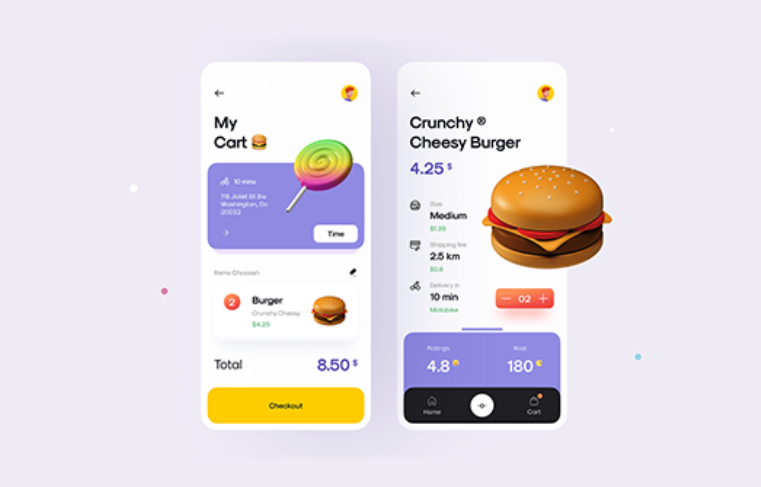 My
Cart 🍔
10 mins
119 Joliet St Sw
Washington, Dc
20032
Time
Items Choosen
2
Burger
Crunchy Cheesy
$4.25
Total
8.50 $
Checkout
Crunchy ®
Cheesy Burger
4.25 $
Size
Medium
$1.25
Shipping fee
2.5 km
$0.8
Delivery in
10 min
Motobike
— 02 +
Ratings
4.8
Kcal
180
Home
Cart